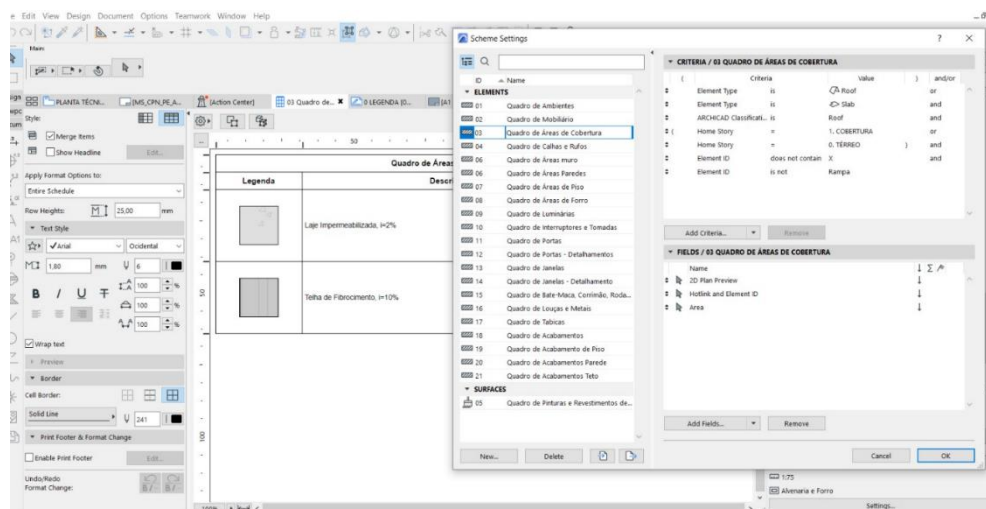 e Edit View Design Document Options Teamwork Window Help
Main:
PLANTA TÉCNI...
[MS_CPN_PE_A...
[Action Center]
03 Quadro de...
0 LEGENDA [0...
[A1
Style:
Merge Items
Show Headline
Edit...
Apply Format Options to:
Entire Schedule
Row Heights:
25,00
mm
Text Style
Arial
Ocidental
1,80
mm
6
100
%
B I U T
100
%
100
%
Wrap text
Preview
Border
Cell Border:
Solid Line
241
Print Footer & Format Change
Enable Print Footer
Edit...
Undo/Redo
Format Change:
50
100
Quadro de Áreas
Legenda
Descr
Laje Impermeabilizada, i=2%
Telha de Fibrocimento, i=10%
100%
Scheme Settings
? ×
ID Name
ELEMENTS
01 Quadro de Ambientes
02 Quadro de Mobiliário
03 Quadro de Áreas de Cobertura
04 Quadro de Calhas e Rufos
05 Quadro de Áreas muro
06 Quadro de Áreas Paredes
07 Quadro de Áreas de Piso
08 Quadro de Áreas de Forro
09 Quadro de Luminárias
10 Quadro de Interruptores e Tomadas
11 Quadro de Portas
12 Quadro de Portas - Detalhamentos
13 Quadro de Janelas
14 Quadro de Janelas - Detalhamento
15 Quadro de Bate-Maca, Corrimão, Roda...
16 Quadro de Louças e Metais
17 Quadro de Tabicas
18 Quadro de Acabamentos
19 Quadro de Acabamento de Piso
20 Quadro de Acabamentos Parede
21 Quadro de Acabamentos Teto
SURFACES
05 Quadro de Pinturas e Revestimentos de...
New...
Delete
CRITERIA / 03 QUADRO DE ÁREAS DE COBERTURA
( Criteria Value ) and/or
Element Type is Roof or
Element Type is Slab and
ARCHICAD Classificati... is Roof and
( Home Story = 1. COBERTURA or
Home Story = 0. TÉRREO ) and
Element ID does not contain X and
Element ID is not Rampa
Add Criteria...
Remove
FIELDS / 03 QUADRO DE ÁREAS DE COBERTURA
Name
2D Plan Preview
Hotlink and Element ID
Area
Add Fields...
Remove
Cancel
OK
1:75
Alvenaria e Forro
Settings...